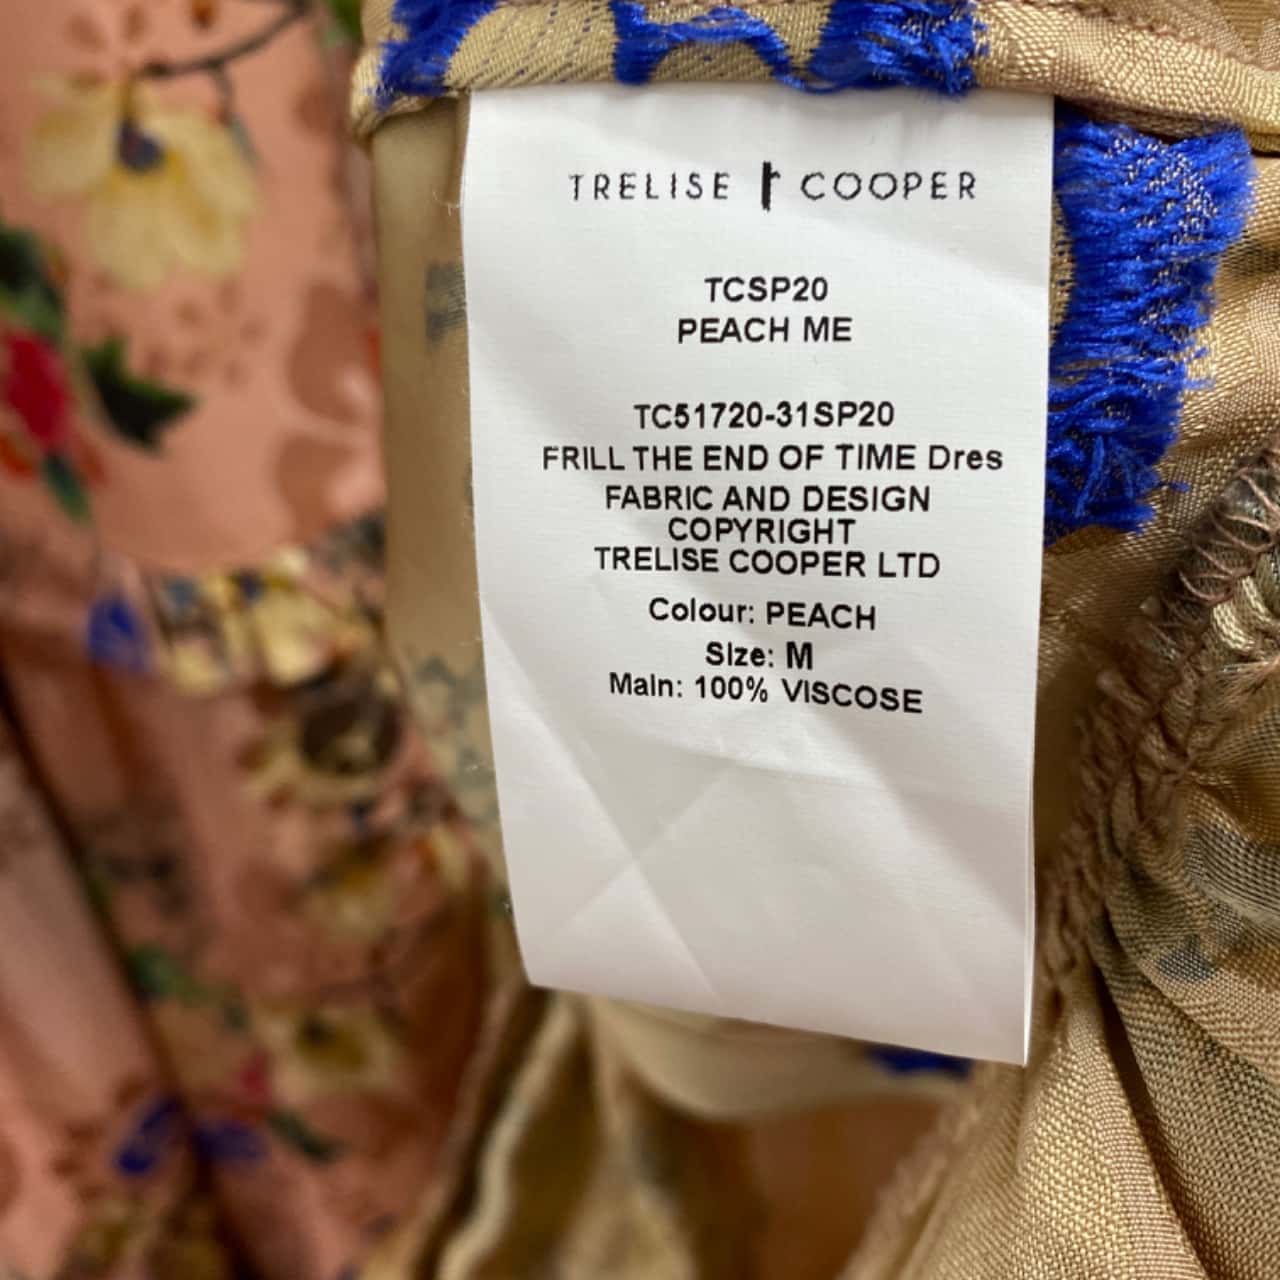 TRELISE COOPER
TCSP20
PEACH ME
TC51720-31SP20
FRILL THE END OF TIME Dres
FABRIC AND DESIGN
COPYRIGHT
TRELISE COOPER LTD
Colour: PEACH
Size: M
Main: 100% VISCOSE